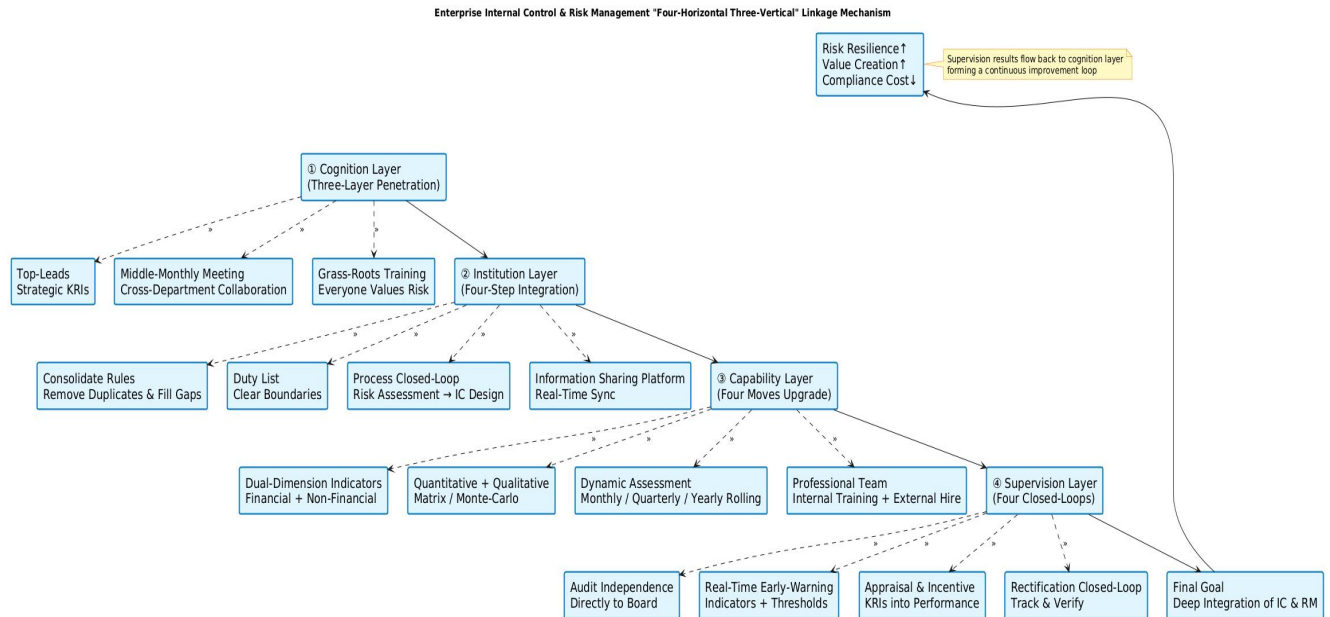 Enterprise Internal Control & Risk Management "Four-Horizontal Three-Vertical" Linkage Mechanism
Risk Resilience↑
Value Creation↑
Compliance Cost↓
Supervision results flow back to cognition layer
forming a continuous improvement loop
① Cognition Layer
(Three-Layer Penetration)
»
»
»
Top-Leads
Strategic KRIs
Middle-Monthly Meeting
Cross-Department Collaboration
Grass-Roots Training
Everyone Values Risk
② Institution Layer
(Four-Step Integration)
»
»
»
»
Consolidate Rules
Remove Duplicates & Fill Gaps
Duty List
Clear Boundaries
Process Closed-Loop
Risk Assessment → IC Design
Information Sharing Platform
Real-Time Sync
③ Capability Layer
(Four Moves Upgrade)
»
»
»
»
Dual-Dimension Indicators
Financial + Non-Financial
Quantitative + Qualitative
Matrix / Monte-Carlo
Dynamic Assessment
Monthly / Quarterly / Yearly Rolling
Professional Team
Internal Training + External Hire
④ Supervision Layer
(Four Closed-Loops)
»
»
»
»
Audit Independence
Directly to Board
Real-Time Early-Warning
Indicators + Thresholds
Appraisal & Incentive
KRIs into Performance
Rectification Closed-Loop
Track & Verify
Final Goal
Deep Integration of IC & RM